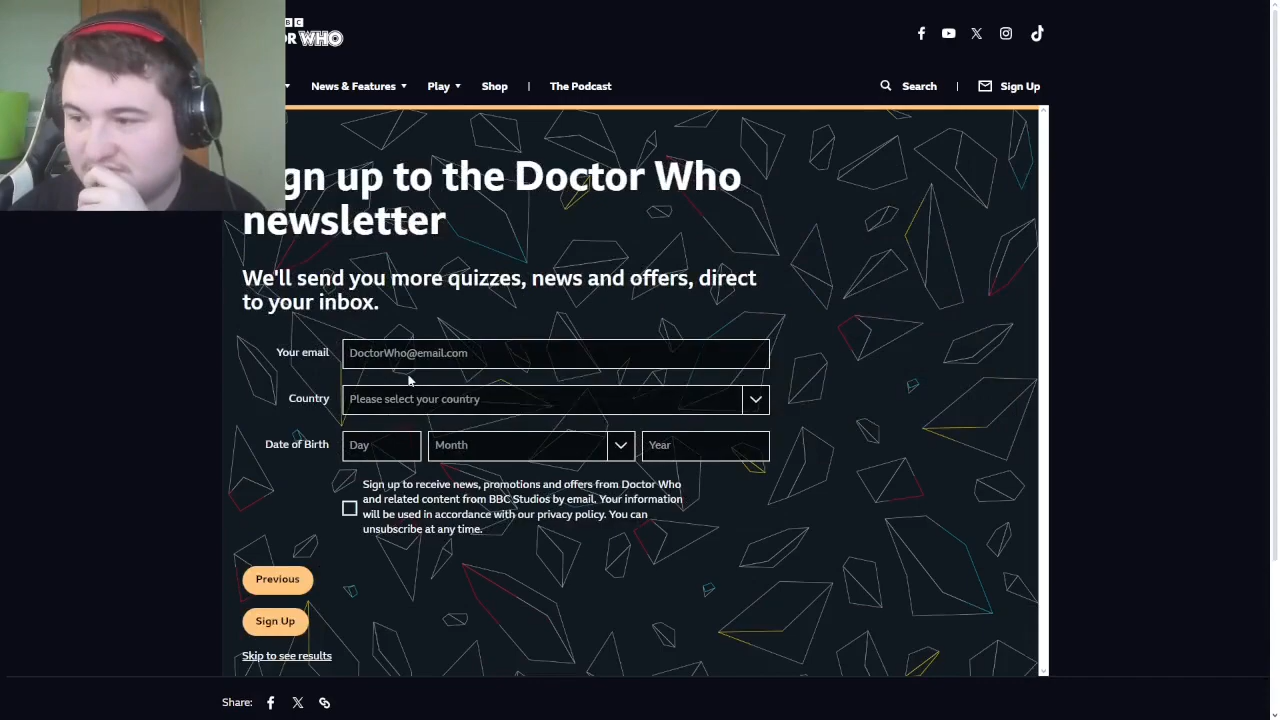 BC
OR WHO
News & Features
Play
Shop
The Podcast
Search
Sign Up
gn up to the Doctor Who
newsletter
We'll send you more quizzes, news and offers, direct
to your inbox.
Your email
DoctorWho@email.com
Country
Please select your country
Date of Birth
Day
Month
Year
Sign up to receive news, promotions and offers from Doctor Who
and related content from BBC Studios by email. Your information
will be used in accordance with our privacy policy. You can
unsubscribe at any time.
Previous
Sign Up
Skip to see results
Share: